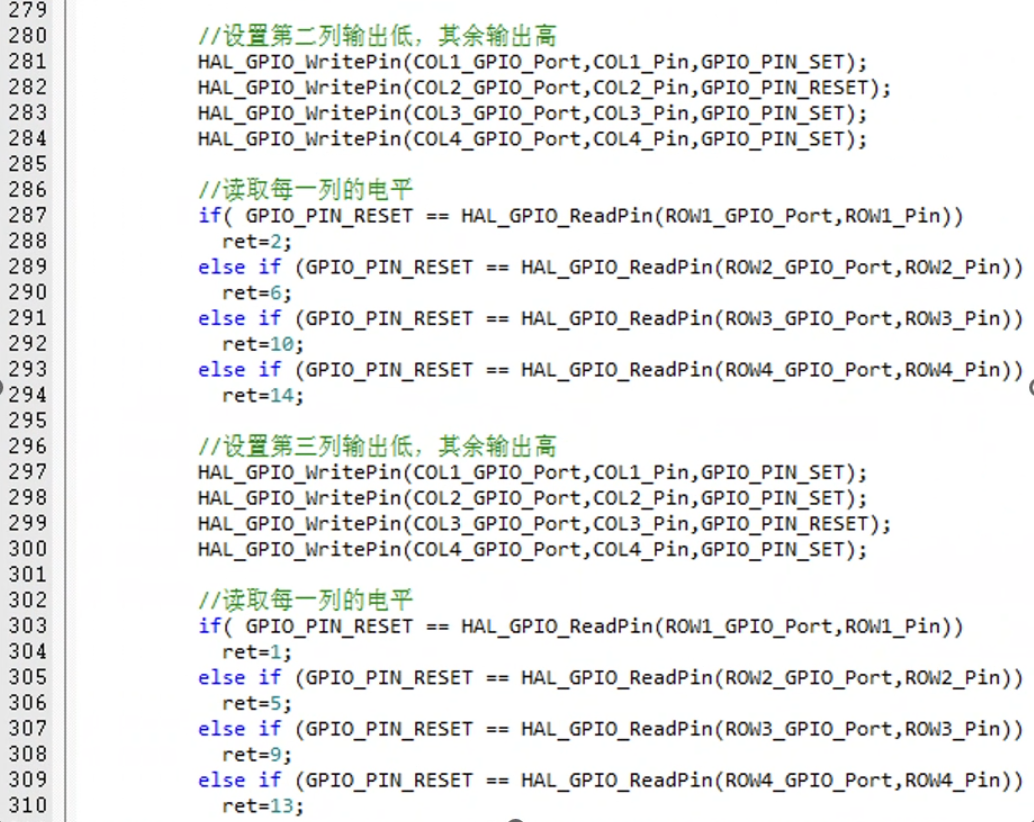 279
280 //设置第二列输出低，其余输出高
281 HAL_GPIO_WritePin(COL1_GPIO_Port,COL1_Pin,GPIO_PIN_SET);
282 HAL_GPIO_WritePin(COL2_GPIO_Port,COL2_Pin,GPIO_PIN_RESET);
283 HAL_GPIO_WritePin(COL3_GPIO_Port,COL3_Pin,GPIO_PIN_SET);
284 HAL_GPIO_WritePin(COL4_GPIO_Port,COL4_Pin,GPIO_PIN_SET);
285
286 //读取每一列的电平
287 if( GPIO_PIN_RESET == HAL_GPIO_ReadPin(ROW1_GPIO_Port,ROW1_Pin))
288 ret=2;
289 else if (GPIO_PIN_RESET == HAL_GPIO_ReadPin(ROW2_GPIO_Port,ROW2_Pin))
290 ret=6;
291 else if (GPIO_PIN_RESET == HAL_GPIO_ReadPin(ROW3_GPIO_Port,ROW3_Pin))
292 ret=10;
293 else if (GPIO_PIN_RESET == HAL_GPIO_ReadPin(ROW4_GPIO_Port,ROW4_Pin))
294 ret=14;
295
296 //设置第三列输出低，其余输出高
297 HAL_GPIO_WritePin(COL1_GPIO_Port,COL1_Pin,GPIO_PIN_SET);
298 HAL_GPIO_WritePin(COL2_GPIO_Port,COL2_Pin,GPIO_PIN_SET);
299 HAL_GPIO_WritePin(COL3_GPIO_Port,COL3_Pin,GPIO_PIN_RESET);
300 HAL_GPIO_WritePin(COL4_GPIO_Port,COL4_Pin,GPIO_PIN_SET);
301
302 //读取每一列的电平
303 if( GPIO_PIN_RESET == HAL_GPIO_ReadPin(ROW1_GPIO_Port,ROW1_Pin))
304 ret=1;
305 else if (GPIO_PIN_RESET == HAL_GPIO_ReadPin(ROW2_GPIO_Port,ROW2_Pin))
306 ret=5;
307 else if (GPIO_PIN_RESET == HAL_GPIO_ReadPin(ROW3_GPIO_Port,ROW3_Pin))
308 ret=9;
309 else if (GPIO_PIN_RESET == HAL_GPIO_ReadPin(ROW4_GPIO_Port,ROW4_Pin))
310 ret=13;